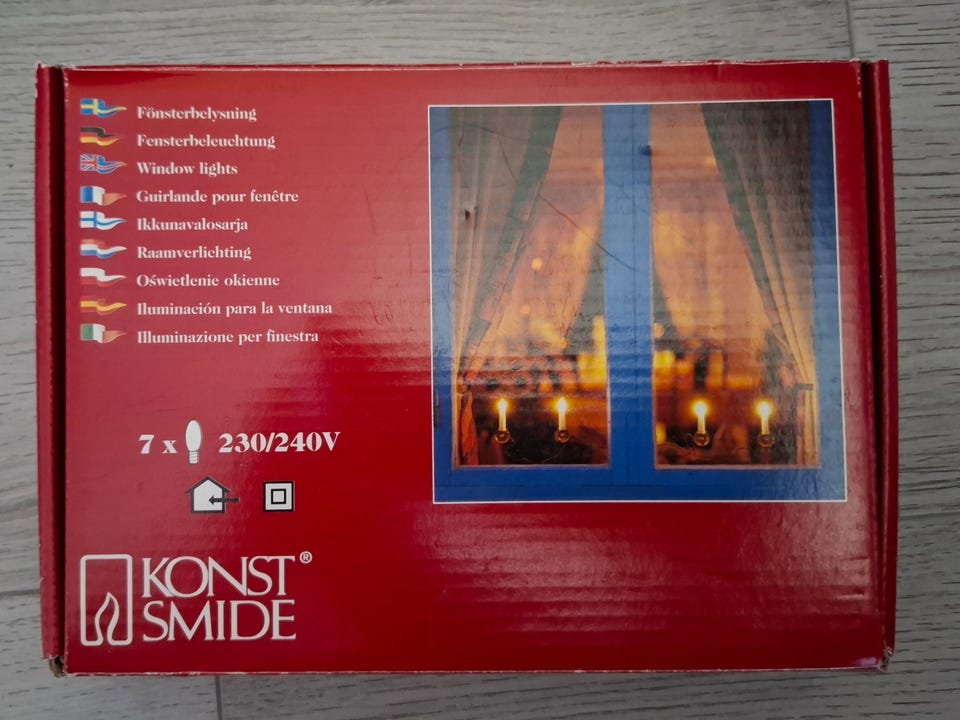 Fönsterbelysning
Fensterbeleuchtung
Window lights
Guirlande pour fenêtre
Ikkunavalosarja
Raamverlichting
Oświetlenie okienne
Iluminación para la ventana
Illuminazione per finestra
7 x 230/240V
KONST®
SMIDE